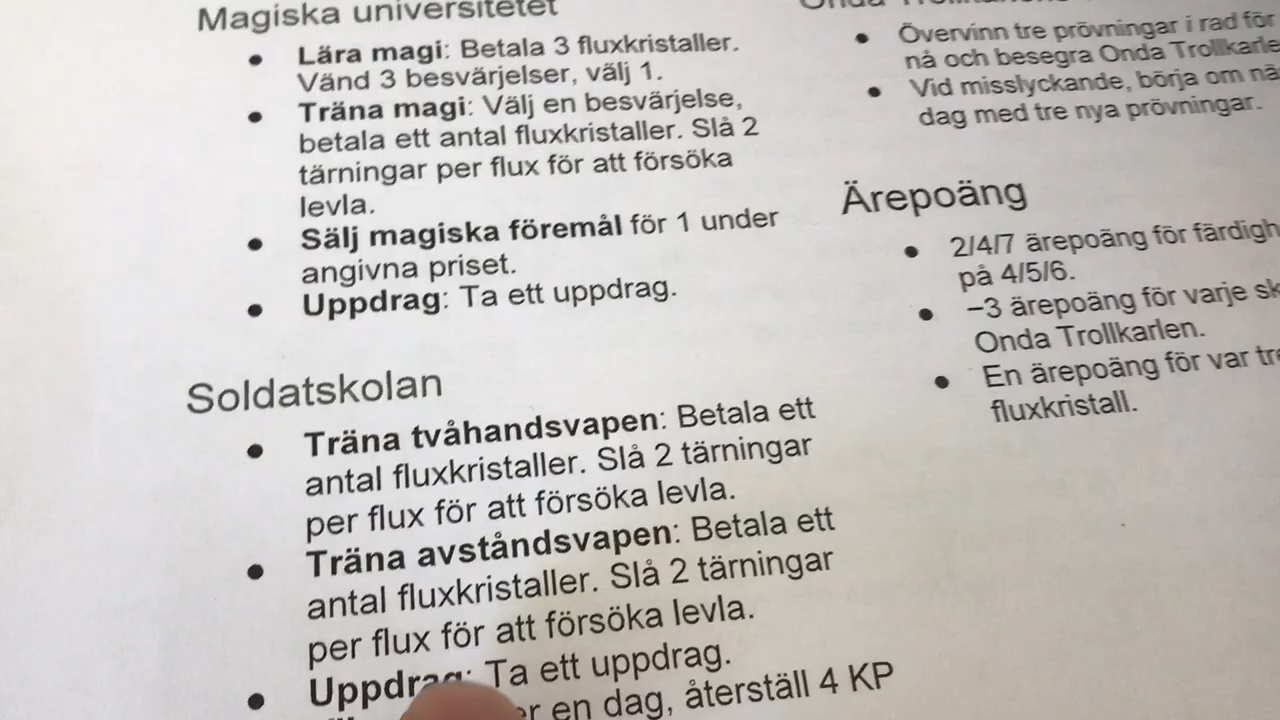 Magiska universitetet
• Lära magi: Betala 3 fluxkristaller.
Vänd 3 besvärjelser, välj 1.
• Träna magi: Välj en besvärjelse,
betala ett antal fluxkristaller. Slå 2
tärningar per flux för att försöka
levla.
• Sälj magiska föremål för 1 under
angivna priset.
• Uppdrag: Ta ett uppdrag.
Soldatskolan
• Träna tvåhandsvapen: Betala ett
antal fluxkristaller. Slå 2 tärningar
per flux för att försöka levla.
• Träna avståndsvapen: Betala ett
antal fluxkristaller. Slå 2 tärningar
per flux för att försöka levla.
• Uppdrag: Ta ett uppdrag.
en dag, återställ 4 KP
Onda
• Övervinn tre prövningar i rad för
nå och besegra Onda
• Vid misslyckande, börja om
dag med tre nya prövningar.
Ärepoäng
• 2/4/7 ärepoäng för
på 4/5/6.
• –3 ärepoäng för varje
Onda Trollkarlen.
• En ärepoäng för var
fluxkristall.